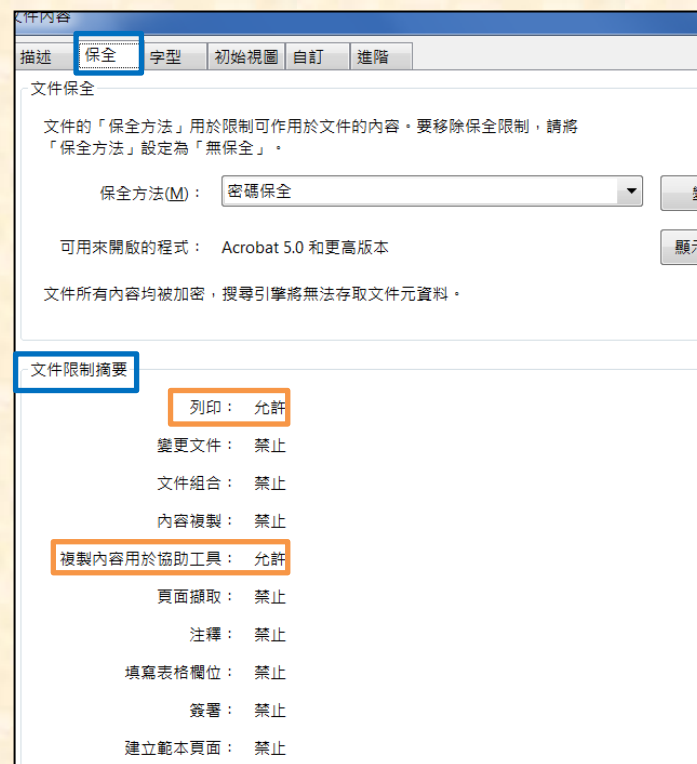 文件內容
描述 保全 字型 初始視圖 自訂 進階
文件保全
文件的「保全方法」用於限制可作用於文件的內容。要移除保全限制，請將
「保全方法」設定為「無保全」。
保全方法(M)： 密碼保全
可用來開啟的程式： Acrobat 5.0 和更高版本 顯示
文件所有內容均被加密，搜尋引擎將無法存取文件元資料。
文件限制摘要
列印： 允許
變更文件： 禁止
文件組合： 禁止
內容複製： 禁止
複製內容用於協助工具： 允許
頁面擷取： 禁止
注釋： 禁止
填寫表格欄位： 禁止
簽署： 禁止
建立範本頁面： 禁止